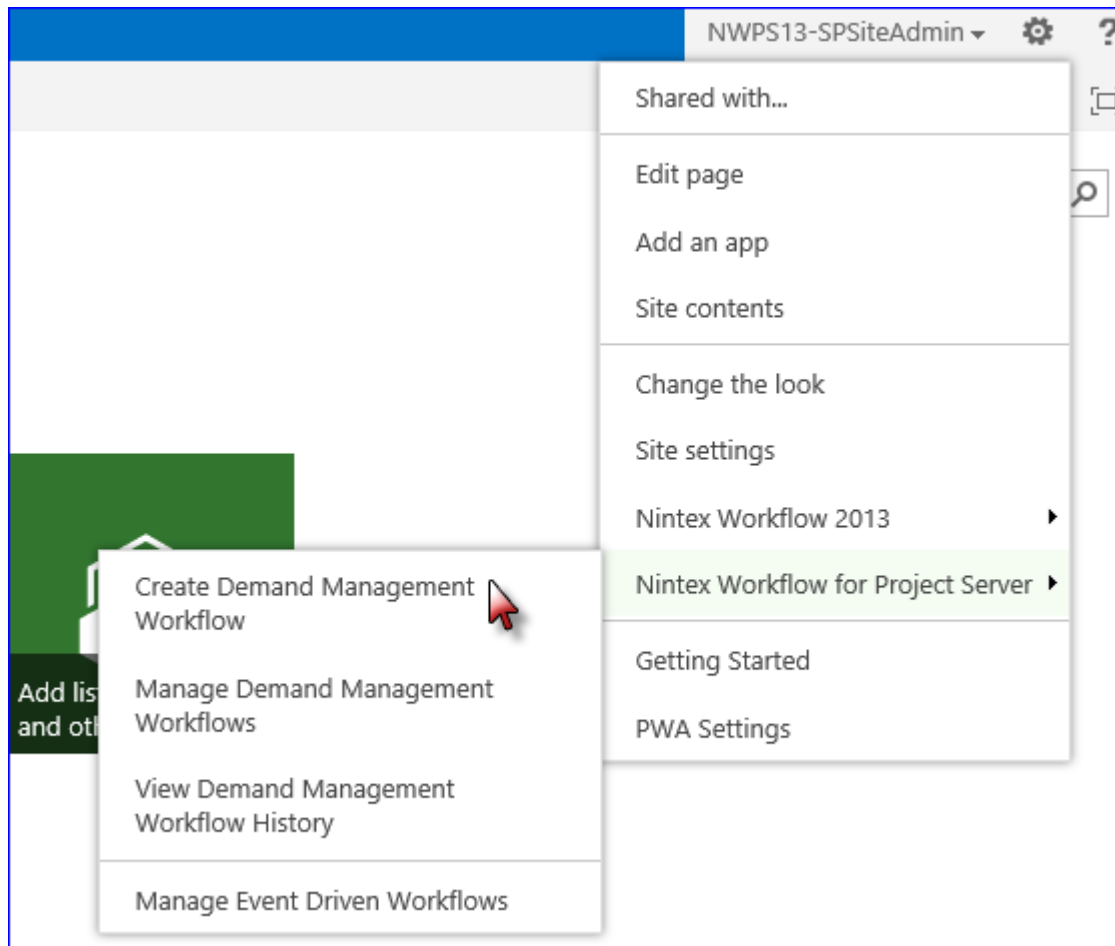 NWPS13-SPSiteAdmin
?
Shared with...
Edit page
Add an app
Site contents
Change the look
Site settings
Nintex Workflow 2013
Nintex Workflow for Project Server
Getting Started
PWA Settings
Create Demand Management
Workflow
Manage Demand Management
Workflows
View Demand Management
Workflow History
Manage Event Driven Workflows
Add
and